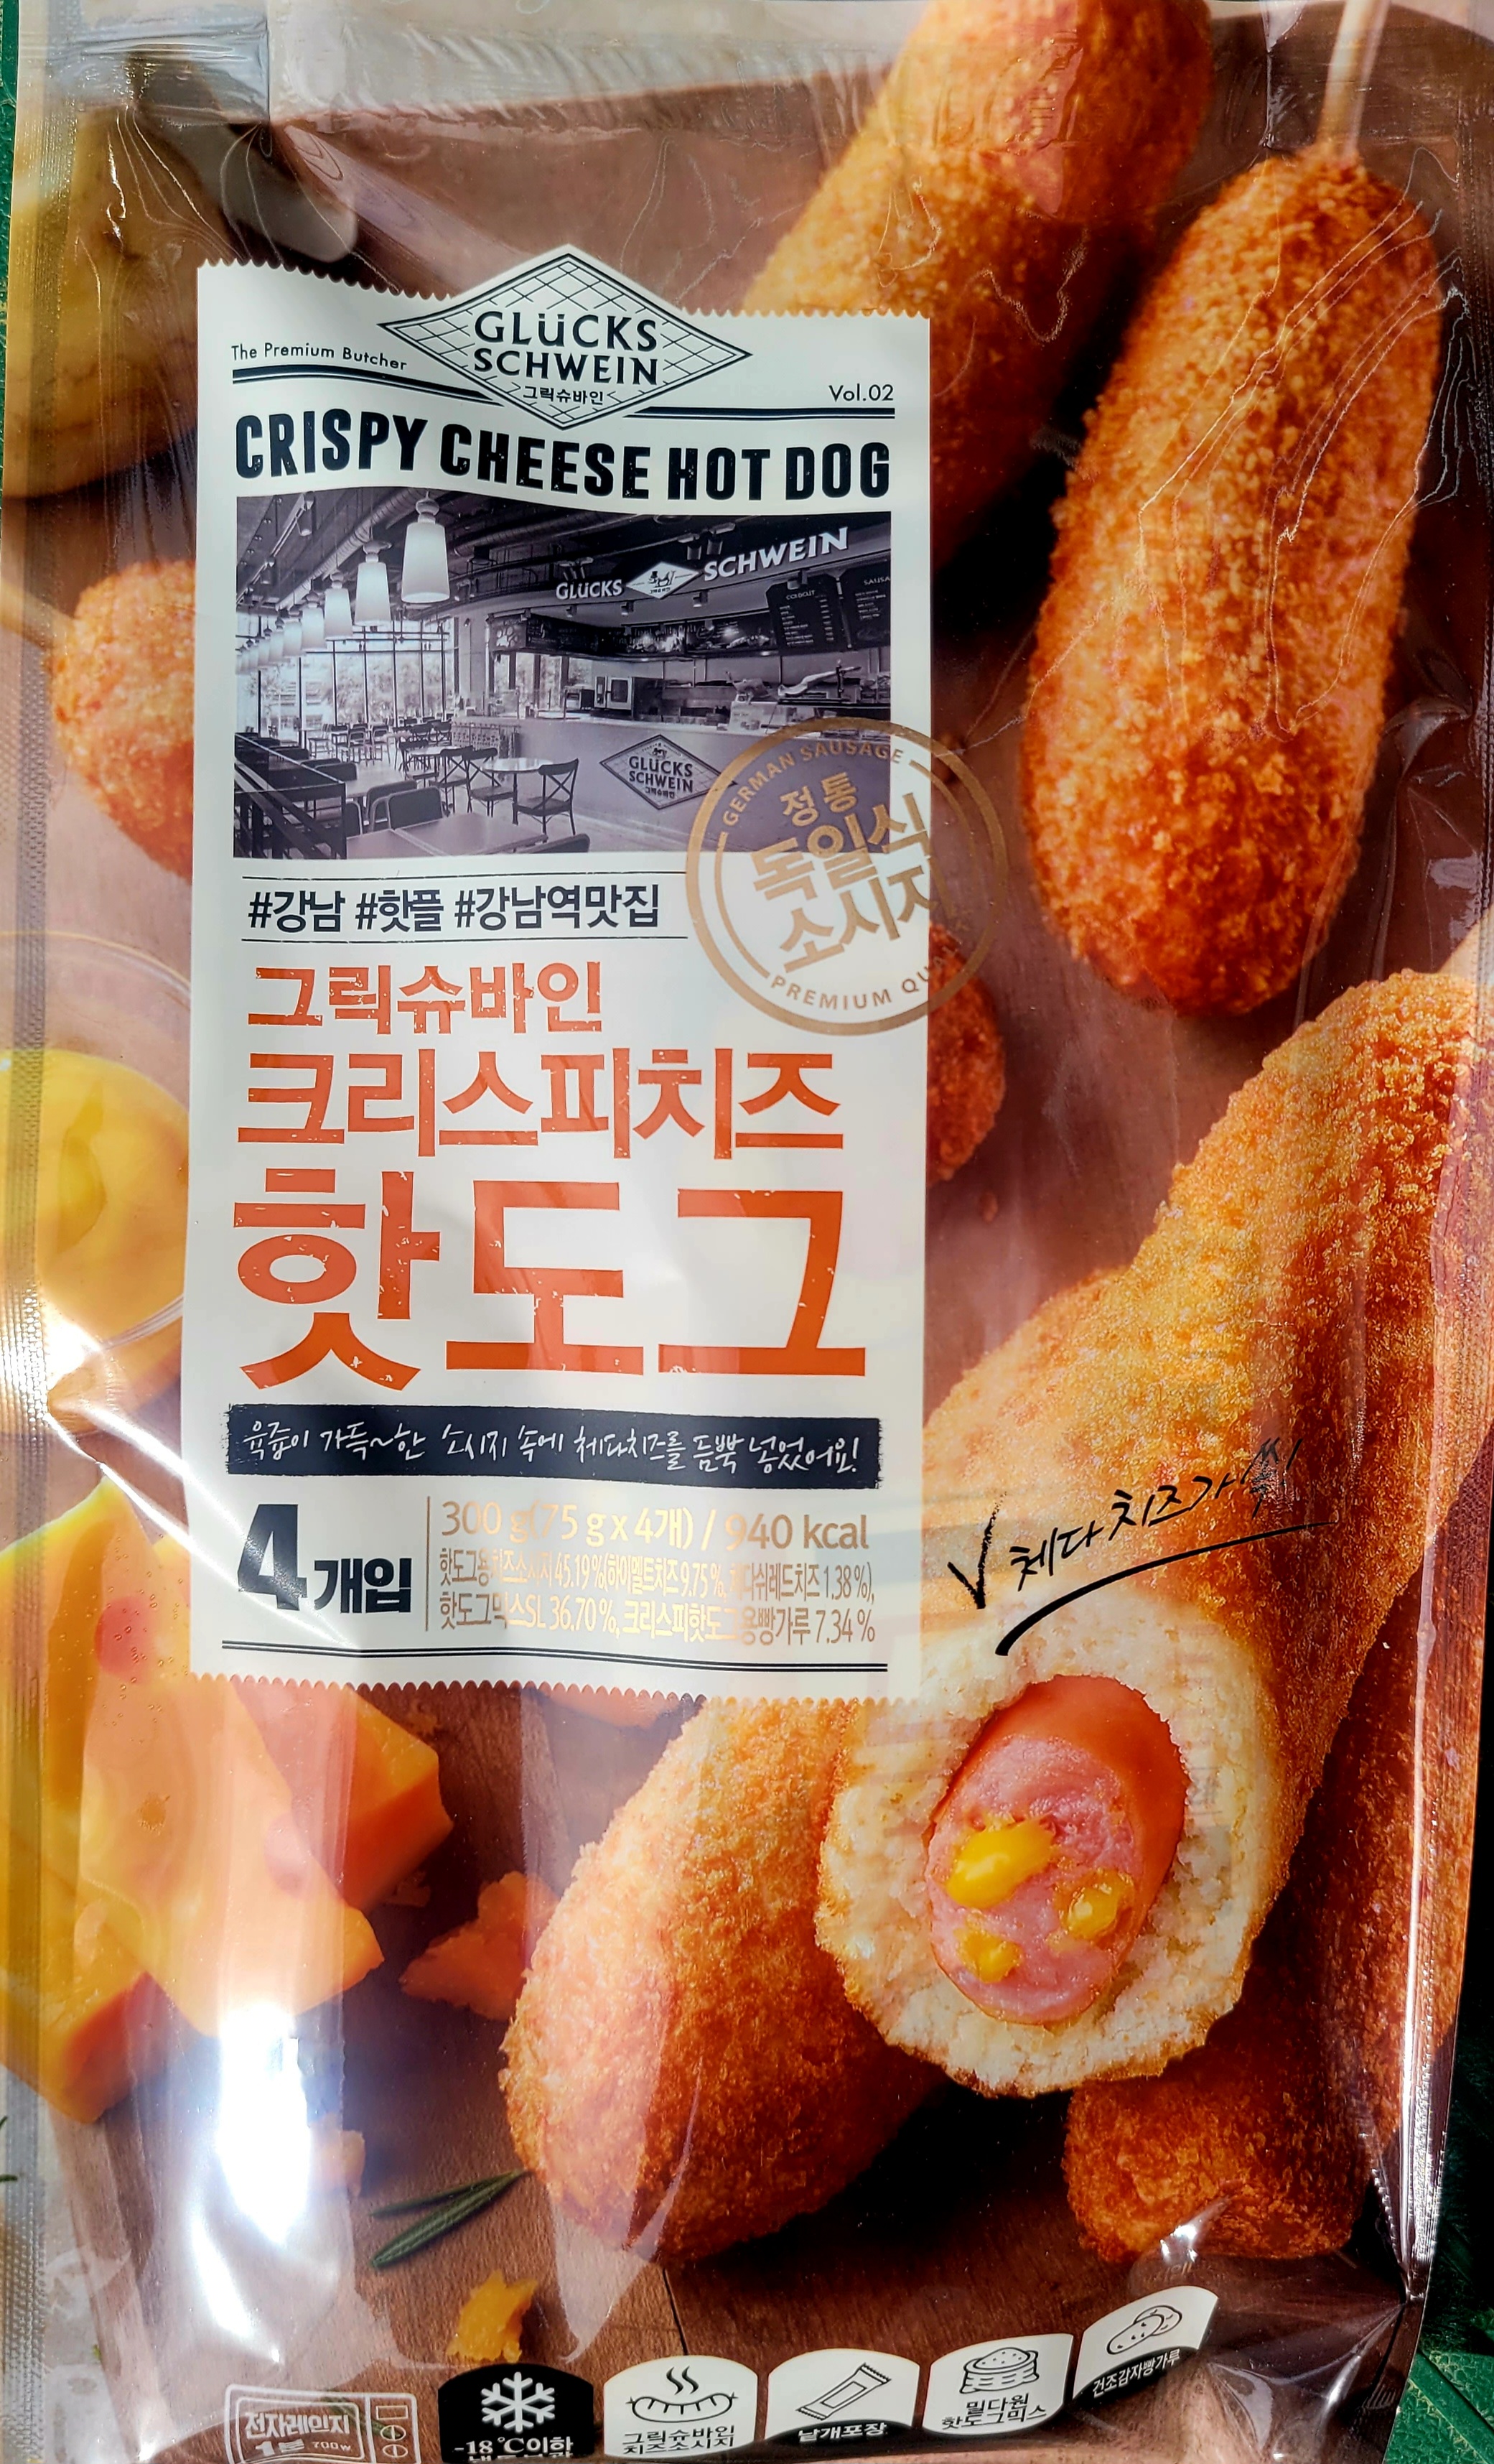 GLüCKS
SCHWEIN
그릭슈바인
The Premium Butcher
Vol.02
CRISPY CHEESE HOT DOG
GLüCKS
SCHWEIN
GLüCKS
SCHWEIN
그릭슈바인
GERMAN SAUSAGE
정통
독일식
소시지
PREMIUM
#강남 #핫플 #강남역맛집
그릭슈바인
크리스피치즈
핫도그
육즙이 가득~한 소시지 속에 체다치즈를 듬뿍 넣었어요!
4개입
300 g(75 g x 4개) / 940 kcal
핫도그용치즈소시지 45.19 %(하이멜트치즈 9.75 %, 체다쉬레드치즈 1.38 %),
핫도그믹스SL 36.70 %, 크리스피핫도그용빵가루 7.34 %
체다치즈가 쏙!
전자레인지
1분 700w
-18℃이하
그릭슈바인
치즈소시지
낱개포장
밀다원
핫도그믹스
건조감자빵가루